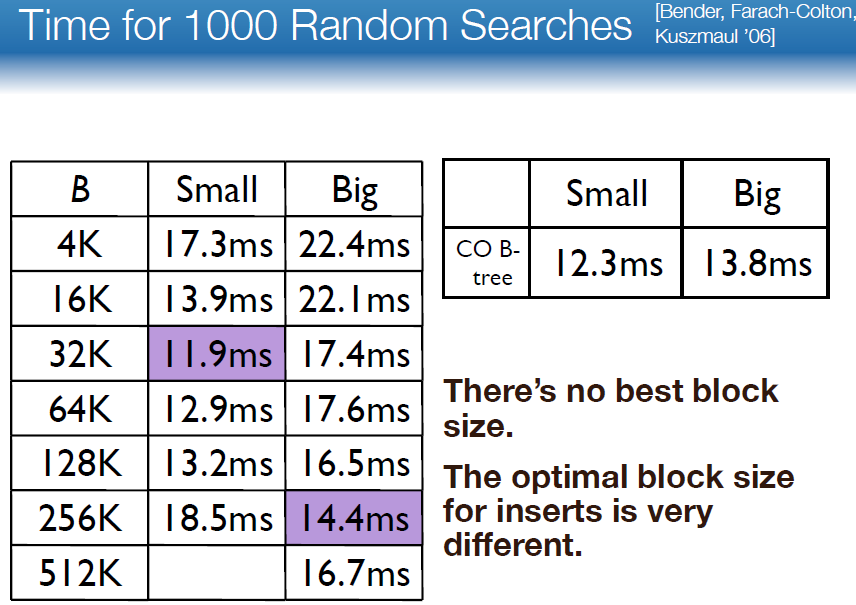 Time for 1000 Random Searches
[Bender, Farach-Colton,
Kuszmaul ’06]
B Small Big
4K 17.3ms 22.4ms
16K 13.9ms 22.1ms
32K 11.9ms 17.4ms
64K 12.9ms 17.6ms
128K 13.2ms 16.5ms
256K 18.5ms 14.4ms
512K 16.7ms
Small Big
CO B-
tree 12.3ms 13.8ms
There’s no best block
size.
The optimal block size
for inserts is very
different.